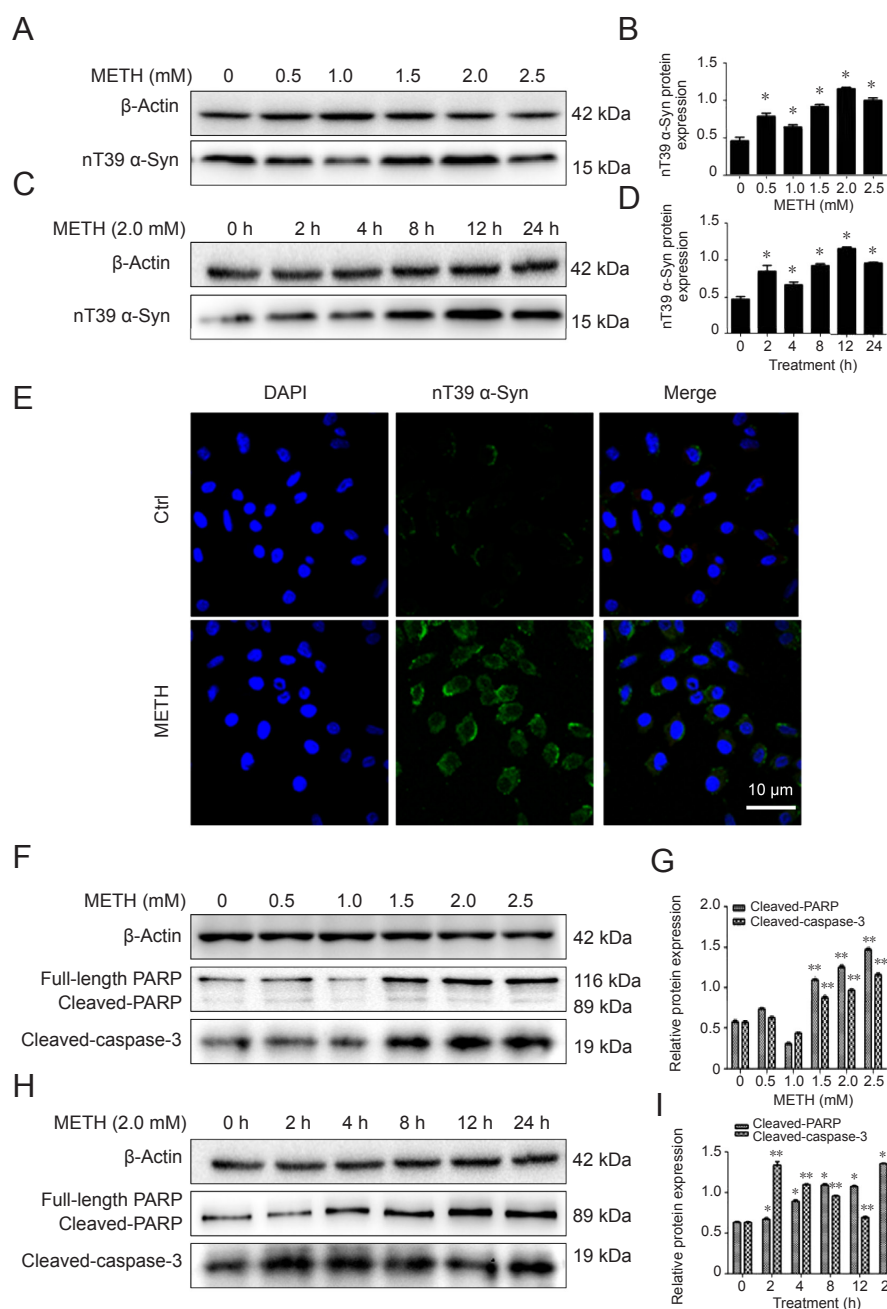 A
METH (mM) 0 0.5 1.0 1.5 2.0 2.5
β-Actin 42 kDa
nT39 α-Syn 15 kDa
B
nT39 α-Syn protein
expression
1.5
1.0
0.5
0
* * * * *
0 0.5 1.0 1.5 2.0 2.5
METH (mM)
C
METH (2.0 mM) 0 h 2 h 4 h 8 h 12 h 24 h
β-Actin 42 kDa
nT39 α-Syn 15 kDa
D
nT39 α-Syn protein
expression
1.5
1.0
0.5
0
* * * * *
0 2 4 8 12 24
Treatment (h)
E
DAPI nT39 α-Syn Merge
Ctrl
METH
10 µm
F
METH (mM) 0 0.5 1.0 1.5 2.0 2.5
β-Actin 42 kDa
Full-length PARP 116 kDa
Cleaved-PARP 89 kDa
Cleaved-caspase-3 19 kDa
G
Relative protein expression
2.0
1.5
1.0
0.5
0
Cleaved-PARP
Cleaved-caspase-3
** ** ** ** ** **
0 0.5 1.0 1.5 2.0 2.5
METH (mM)
H
METH (2.0 mM) 0 h 2 h 4 h 8 h 12 h 24 h
β-Actin 42 kDa
Full-length PARP
Cleaved-PARP 89 kDa
Cleaved-caspase-3 19 kDa
I
Relative protein expression
1.5
1.0
0.5
0
Cleaved-PARP
Cleaved-caspase-3
* ** * ** * ** * ** *
0 2 4 8 12 2
Treatment (h)